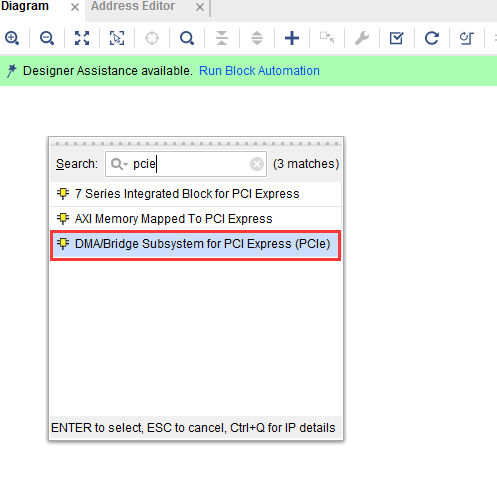 Diagram × Address Editor ×
Designer Assistance available. Run Block Automation
Search: pcie (3 matches)
7 Series Integrated Block for PCI Express
AXI Memory Mapped To PCI Express
DMA/Bridge Subsystem for PCI Express (PCIe)
ENTER to select, ESC to cancel, Ctrl+Q for IP details